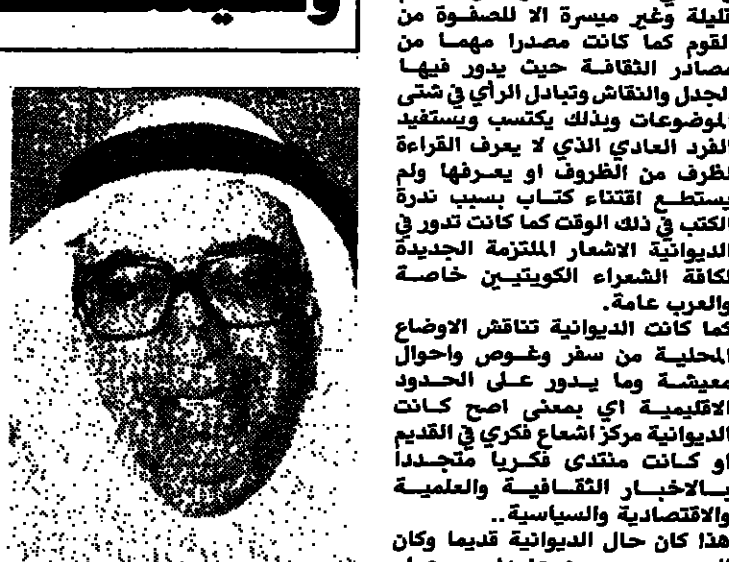 قليلة وغير ميسرة الا للصفوة من
القوم كما كانت مصدرا مهما من
مصادر الثقافة حيث يدور فيها
الجدل والنقاش وتبادل الرأي في شتى
الموضوعات وبذلك يكتسب ويستفيد
الفرد العادي الذي لا يعرف القراءة
لظرف من الظروف او يعرفها ولم
يستطع اقتناء كتاب بسبب ندرة
الكتب في ذلك الوقت كما كانت تدور في
الديوانية الاشعار الملتزمة الجديدة
لكافة الشعراء الكويتيين خاصة
والعرب عامة.
كما كانت الديوانية تناقش الاوضاع
المحلية من سفر وغوص واحوال
معيشة وما يدور على الحدود
الاقليمية اي بمعنى اصح كانت
الديوانية مركز اشعاع فكري في القديم
او كانت منتدى فكريا متجددا
بالاخبار الثقافية والعلمية
والاقتصادية والسياسية..
هذا كان حال الديوانية قديما وكان